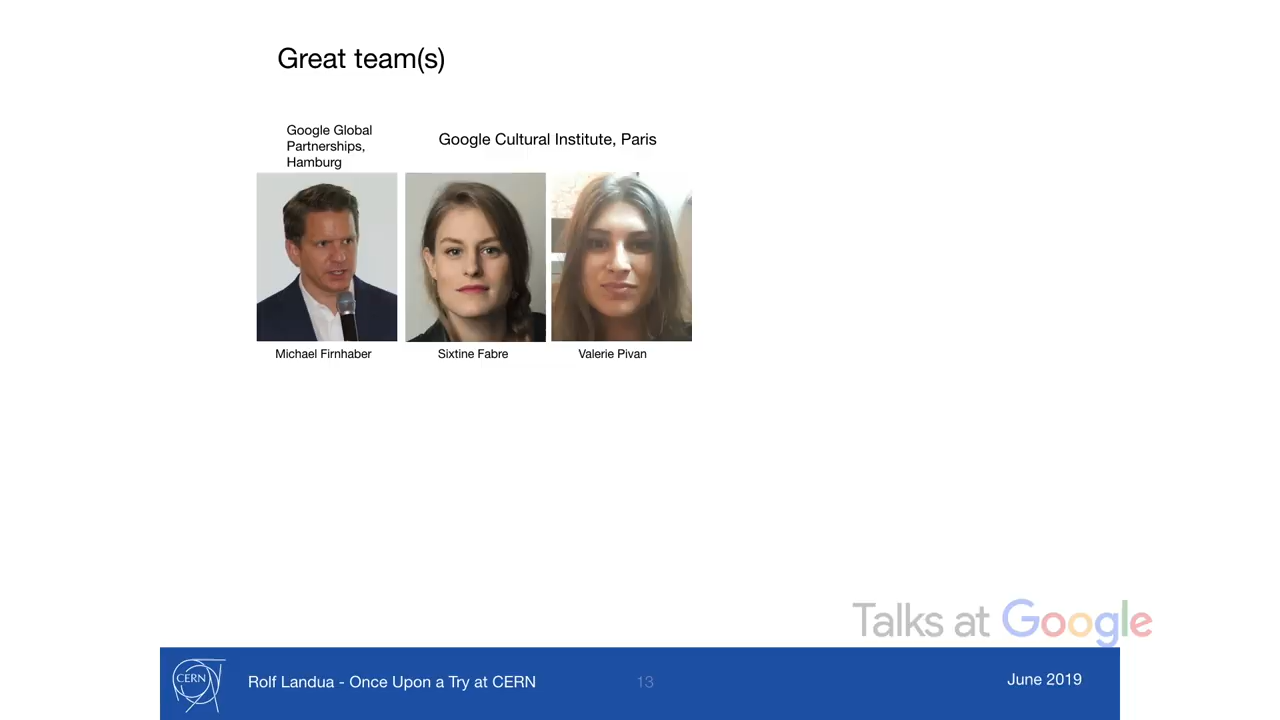 Great team(s)
Google Global
Partnerships,
Hamburg
Google Cultural Institute, Paris
Michael Firnhaber
Sixtine Fabre
Valerie Pivan
Talks at Google
CERN
Rolf Landua - Once Upon a Try at CERN
13
June 2019